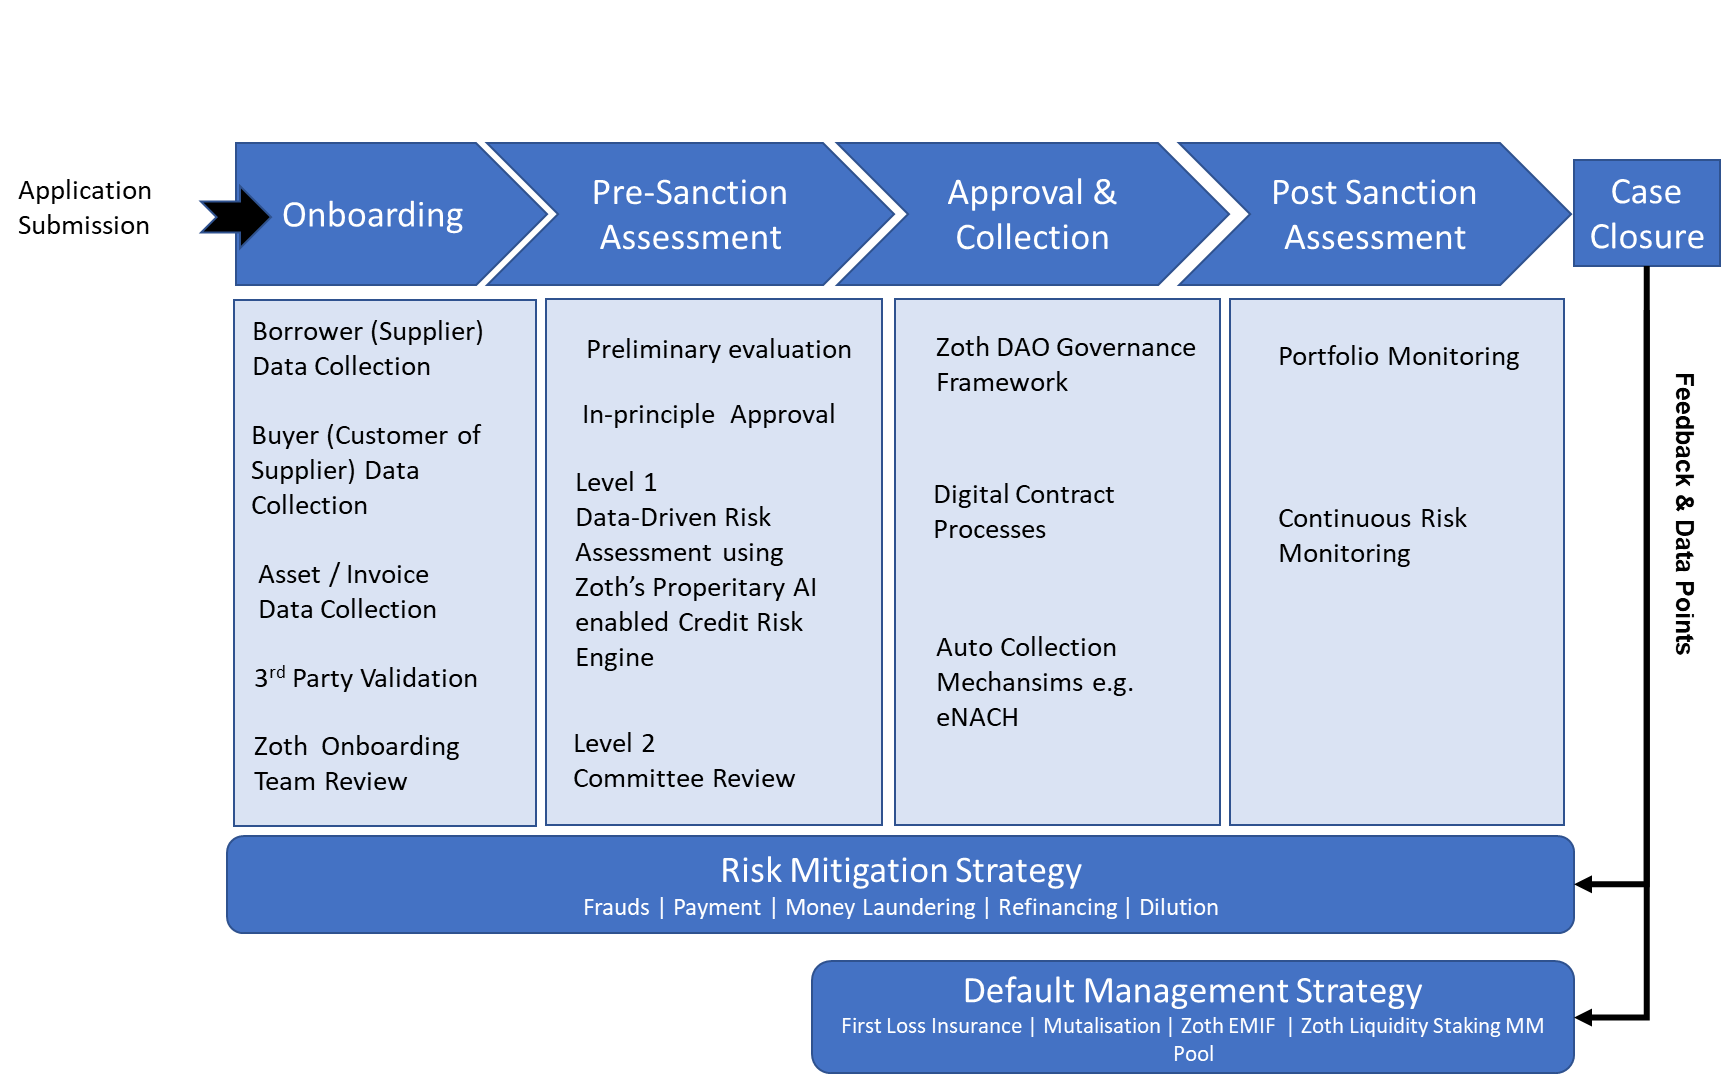 Application
Submission
Onboarding
Pre-Sanction
Assessment
Approval &
Collection
Post Sanction
Assessment
Case
Closure
Borrower (Supplier)
Data Collection
Buyer (Customer of
Supplier) Data
Collection
Asset / Invoice
Data Collection
3rd Party Validation
Zoth Onboarding
Team Review
Preliminary evaluation
In-principle Approval
Level 1
Data-Driven Risk
Assessment using
Zoth’s Properitary AI
enabled Credit Risk
Engine
Level 2
Committee Review
Zoth DAO Governance
Framework
Digital Contract
Processes
Auto Collection
Mechansims e.g.
eNACH
Portfolio Monitoring
Continuous Risk
Monitoring
Feedback & Data Points
Risk Mitigation Strategy
Frauds | Payment | Money Laundering | Refinancing | Dilution
Default Management Strategy
First Loss Insurance | Mutalisation | Zoth EMIF | Zoth Liquidity Staking MM
Pool